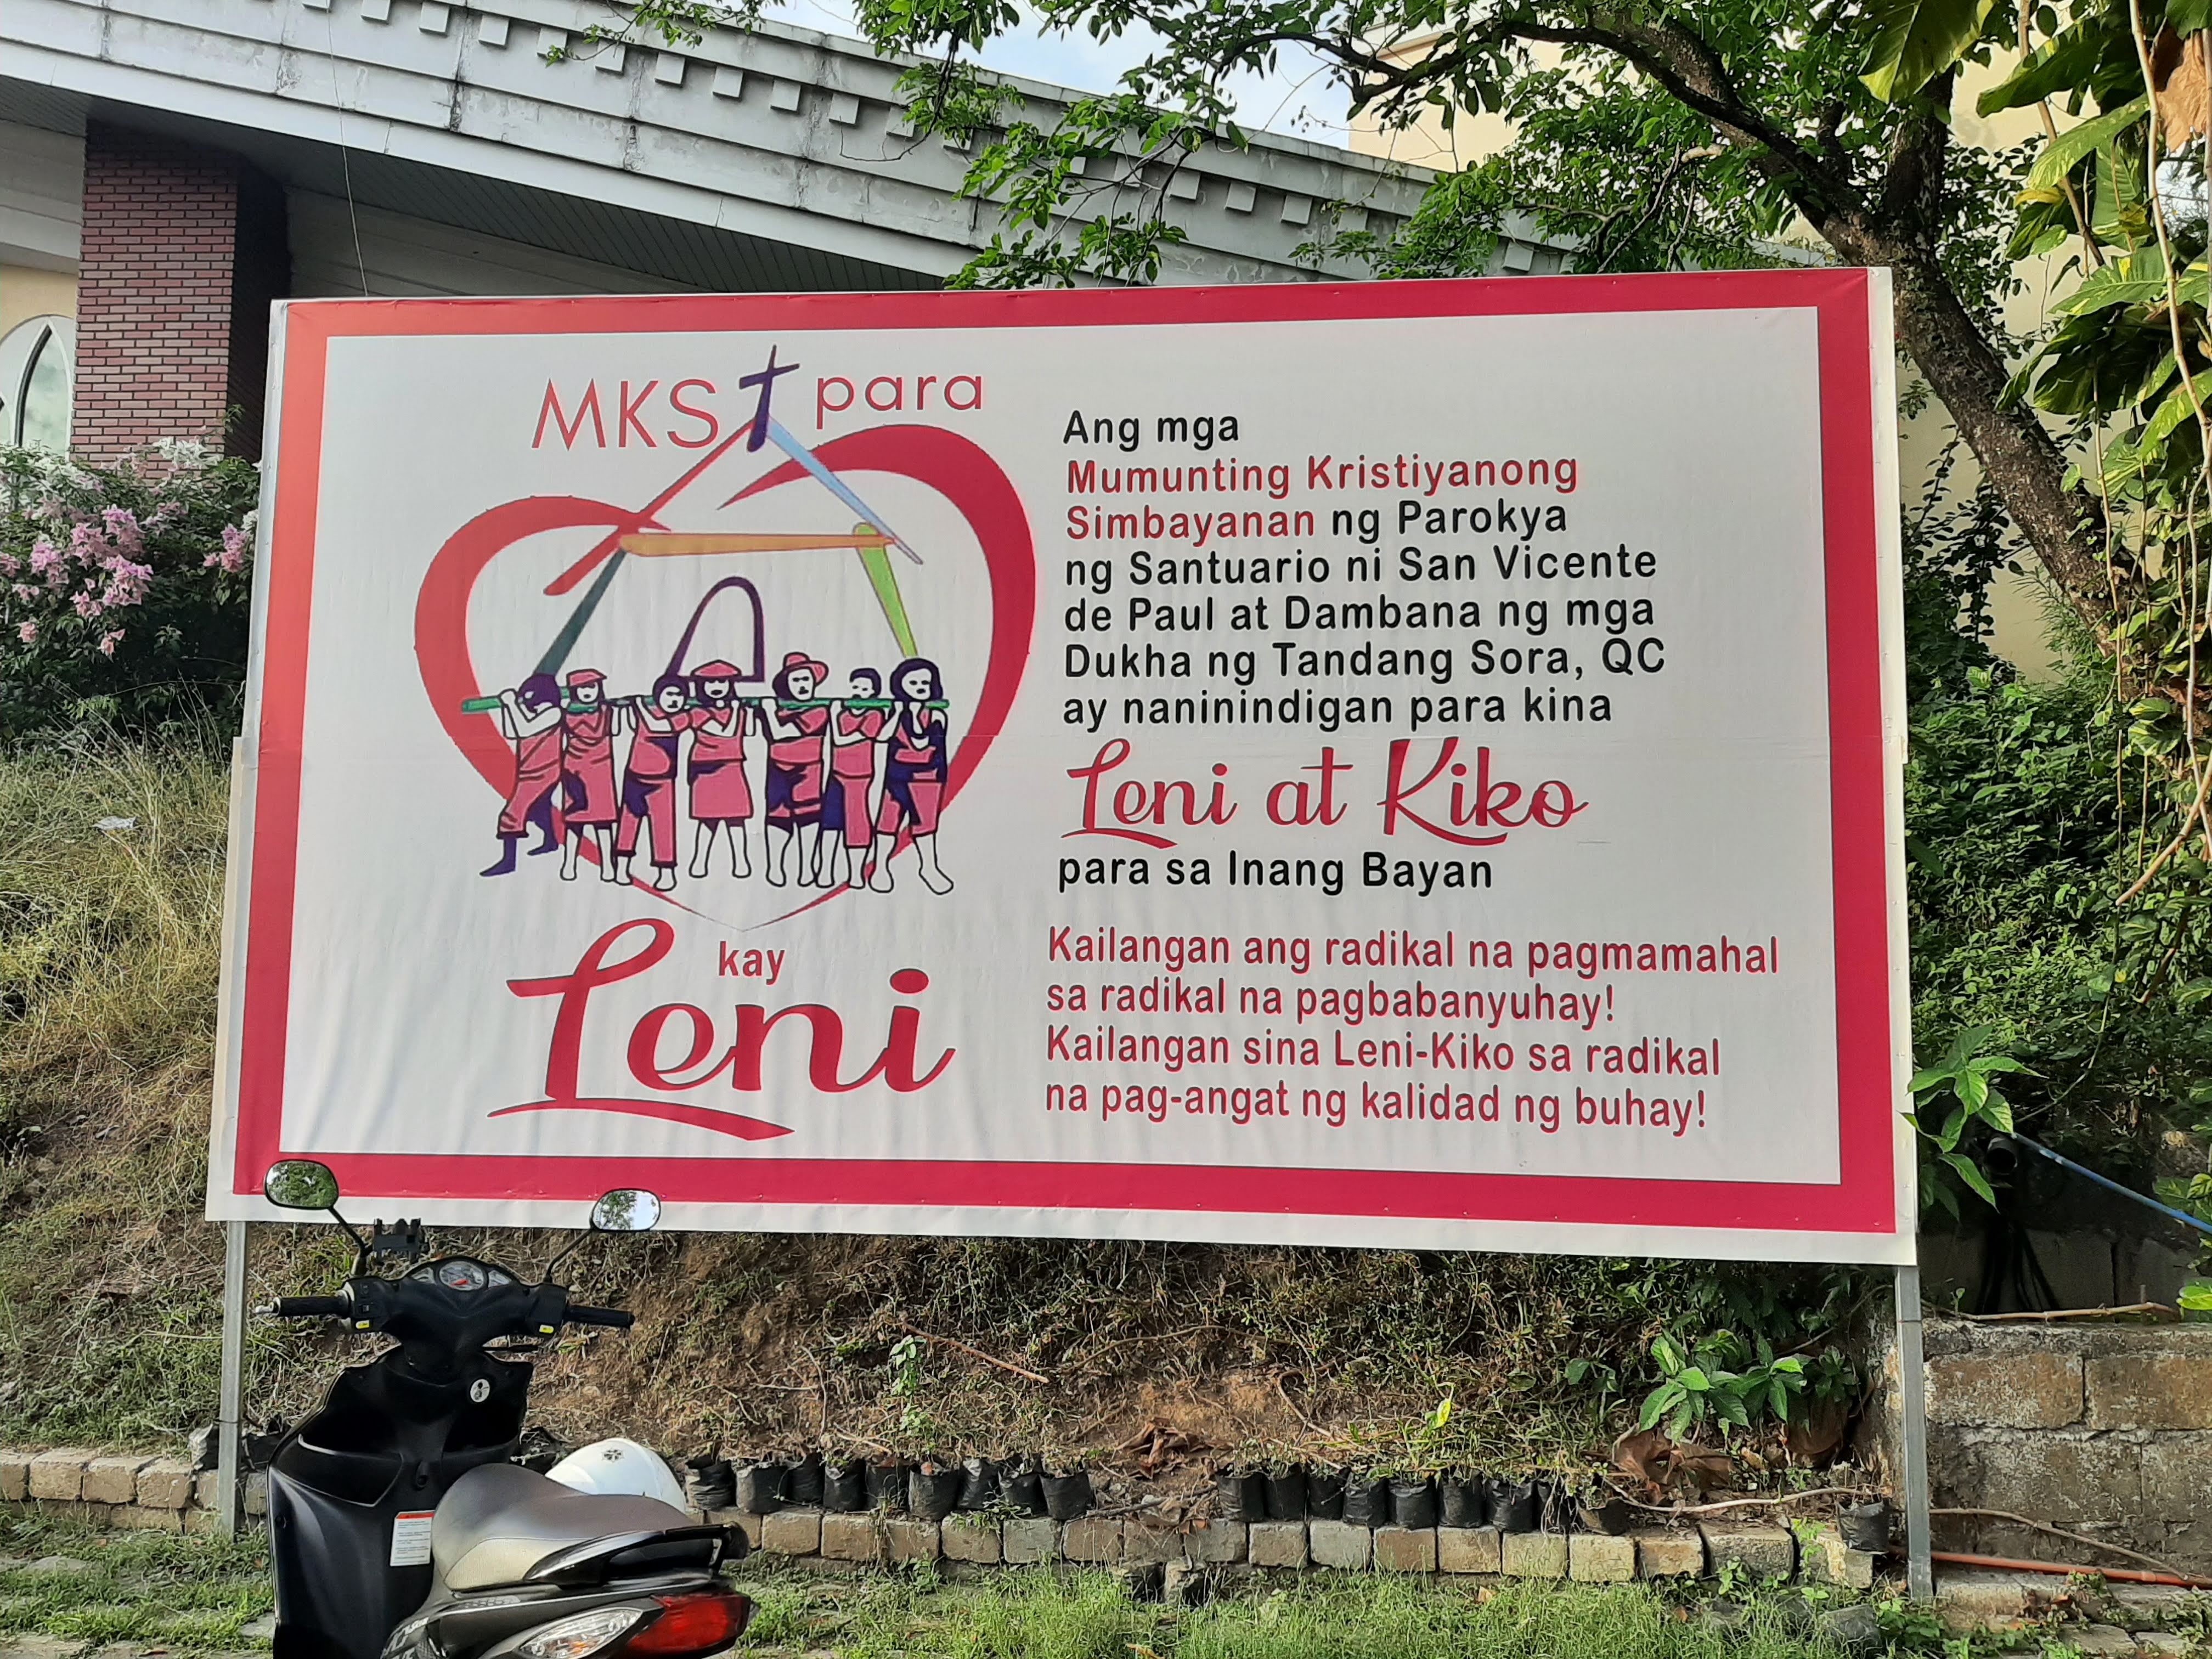 MKS para
kay
Leni
Ang mga
Mumunting Kristiyanong
Simbayanan ng Parokya
ng Santuario ni San Vicente
de Paul at Dambana ng mga
Dukha ng Tandang Sora, QC
ay naninindigan para kina
Leni at Kiko
para sa Inang Bayan
Kailangan ang radikal na pagmamahal
sa radikal na pagbabanyuhay!
Kailangan sina Leni-Kiko sa radikal
na pag-angat ng kalidad ng buhay!